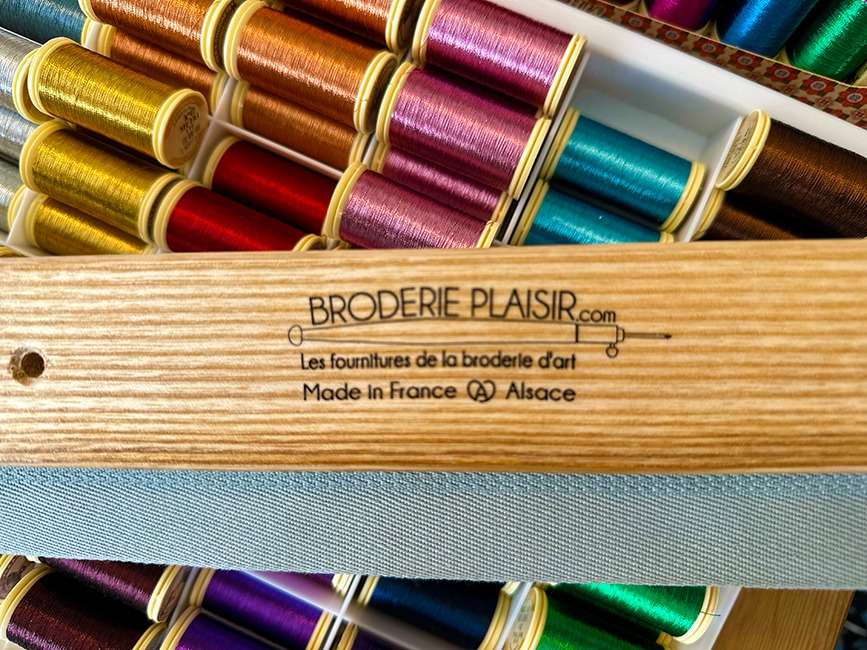 BRODERIE PLAISIR.com
Les fournitures de la broderie d'art
Made in France A Alsace